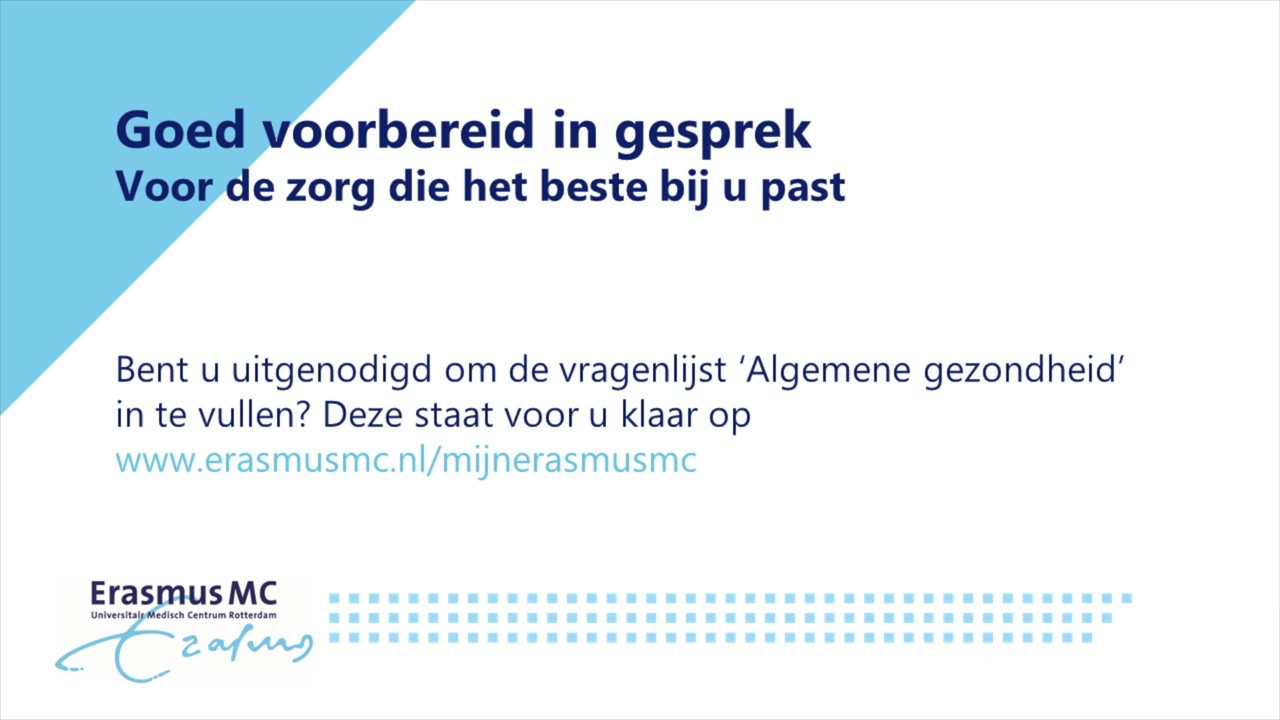 Goed voorbereid in gesprek
Voor de zorg die het beste bij u past
Bent u uitgenodigd om de vragenlijst ‘Algemene gezondheid’
in te vullen? Deze staat voor u klaar op
www.erasmusmc.nl/mijnerasmusmc
Erasmus MC
Universitair Medisch Centrum Rotterdam
Erasmus